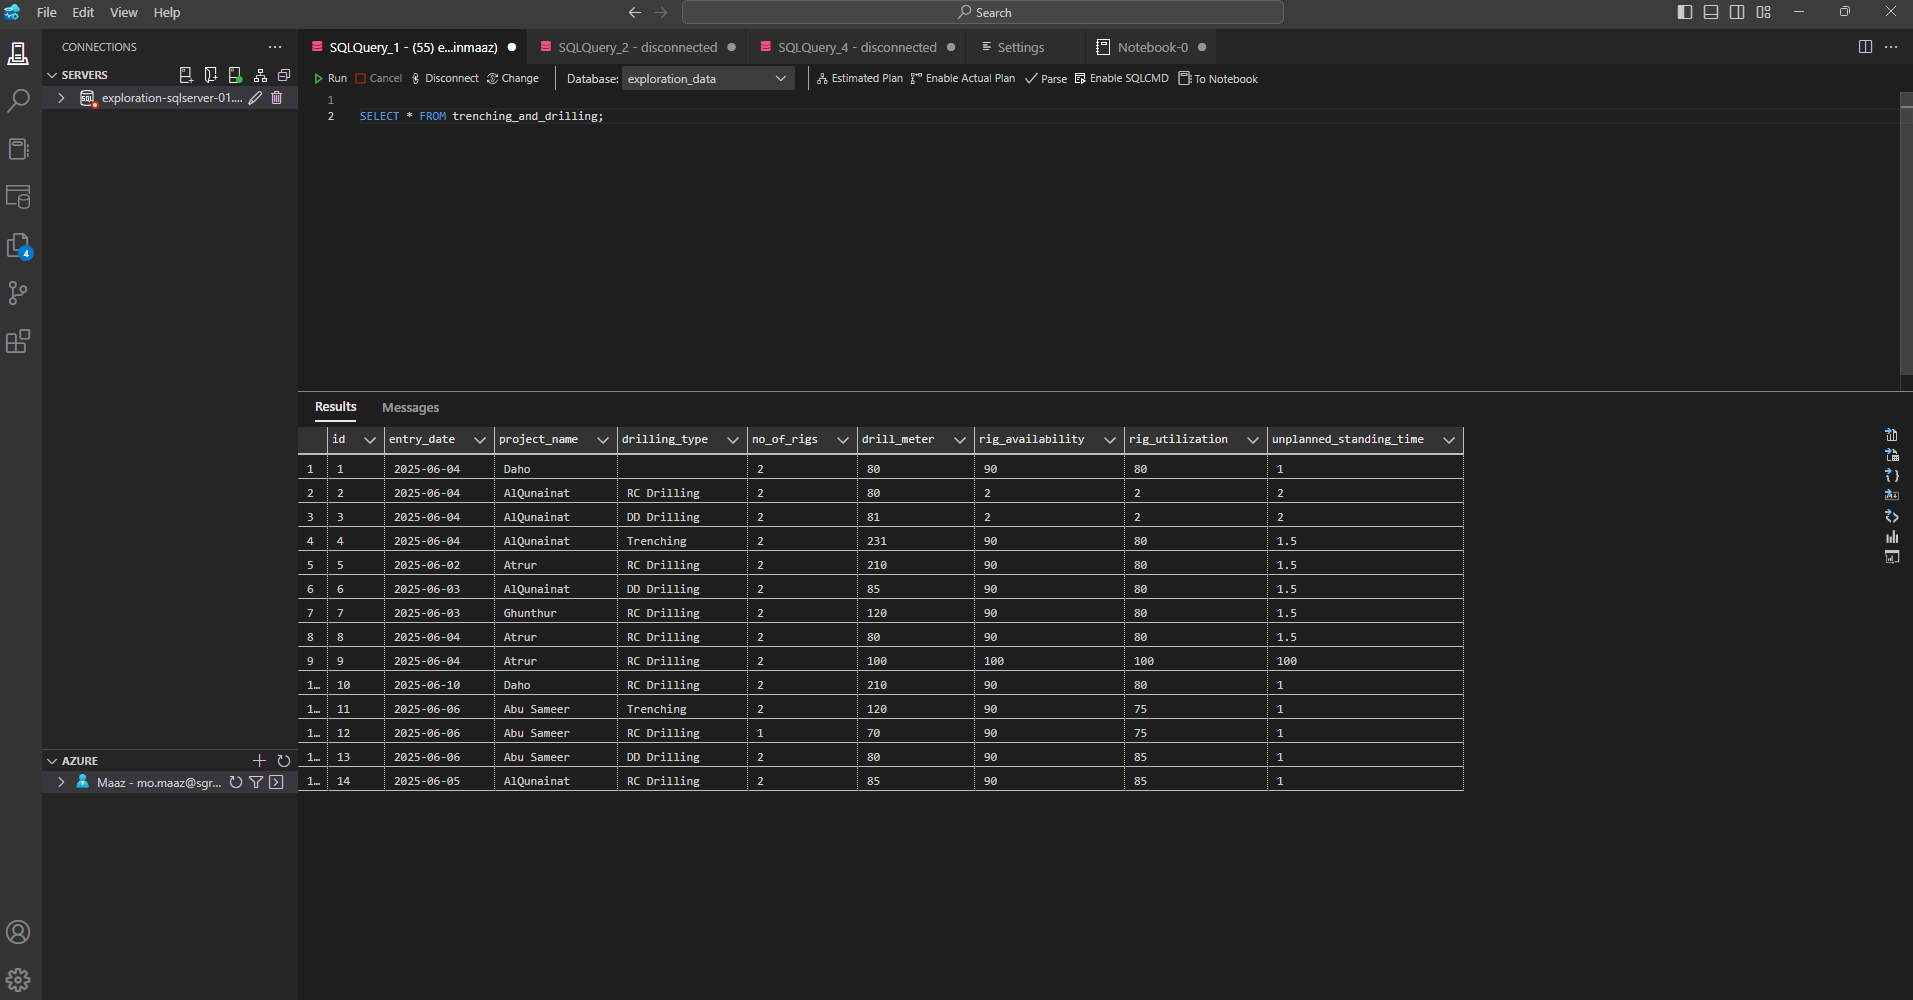 File Edit View Help Search
CONNECTIONS
SERVERS
exploration-sqlserver-01....
4
AZURE
Maaz - mo.maaz@sgr...
SQLQuery_1 - (55) e...inmaaz) SQLQuery_2 - disconnected SQLQuery_4 - disconnected Settings Notebook-0
Run Cancel Disconnect Change Database: exploration_data Estimated Plan Enable Actual Plan Parse Enable SQLCMD To Notebook
1
2 SELECT * FROM trenching_and_drilling;
Results Messages
id entry_date project_name drilling_type no_of_rigs drill_meter rig_availability rig_utilization unplanned_standing_time
1 1 2025-06-04 Daho 2 80 90 80 1
2 2 2025-06-04 AlQunainat RC Drilling 2 80 2 2 2
3 3 2025-06-04 AlQunainat DD Drilling 2 81 2 2 2
4 4 2025-06-04 AlQunainat Trenching 2 231 90 80 1.5
5 5 2025-06-02 Atrur RC Drilling 2 210 90 80 1.5
6 6 2025-06-03 AlQunainat DD Drilling 2 85 90 80 1.5
7 7 2025-06-03 Ghunthur RC Drilling 2 120 90 80 1.5
8 8 2025-06-04 Atrur RC Drilling 2 80 90 80 1.5
9 9 2025-06-04 Atrur RC Drilling 2 100 100 100 100
1… 10 2025-06-10 Daho RC Drilling 2 210 90 80 1
1… 11 2025-06-06 Abu Sameer Trenching 2 120 90 75 1
1… 12 2025-06-06 Abu Sameer RC Drilling 1 70 90 75 1
1… 13 2025-06-06 Abu Sameer DD Drilling 2 80 90 85 1
1… 14 2025-06-05 AlQunainat RC Drilling 2 85 90 85 1